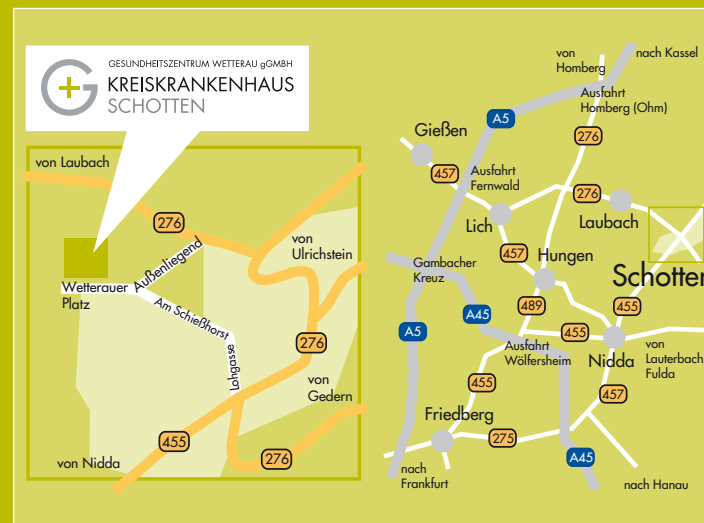 GESUNDHEITSZENTRUM WETTERAU gGMBH
KREISKRANKENHAUS
SCHOTTEN
von Laubach
276
von
Ulrichstein
Außenliegend
Wetterauer
Platz
Am Schießhorst
Lohgasse
276
von
Gedern
455
von Nidda
276
von
Homberg
nach Kassel
Ausfahrt
Homberg (Ohm)
A5
276
Gießen
457
Ausfahrt
Fernwald
276
Lich
Laubach
457
Hungen
Gambacher
Kreuz
Schotten
489
455
A5
A45
455
Ausfahrt
Wölfersheim
Nidda
von
Lauterbach
Fulda
455
457
Friedberg
275
A45
nach
Frankfurt
nach Hanau